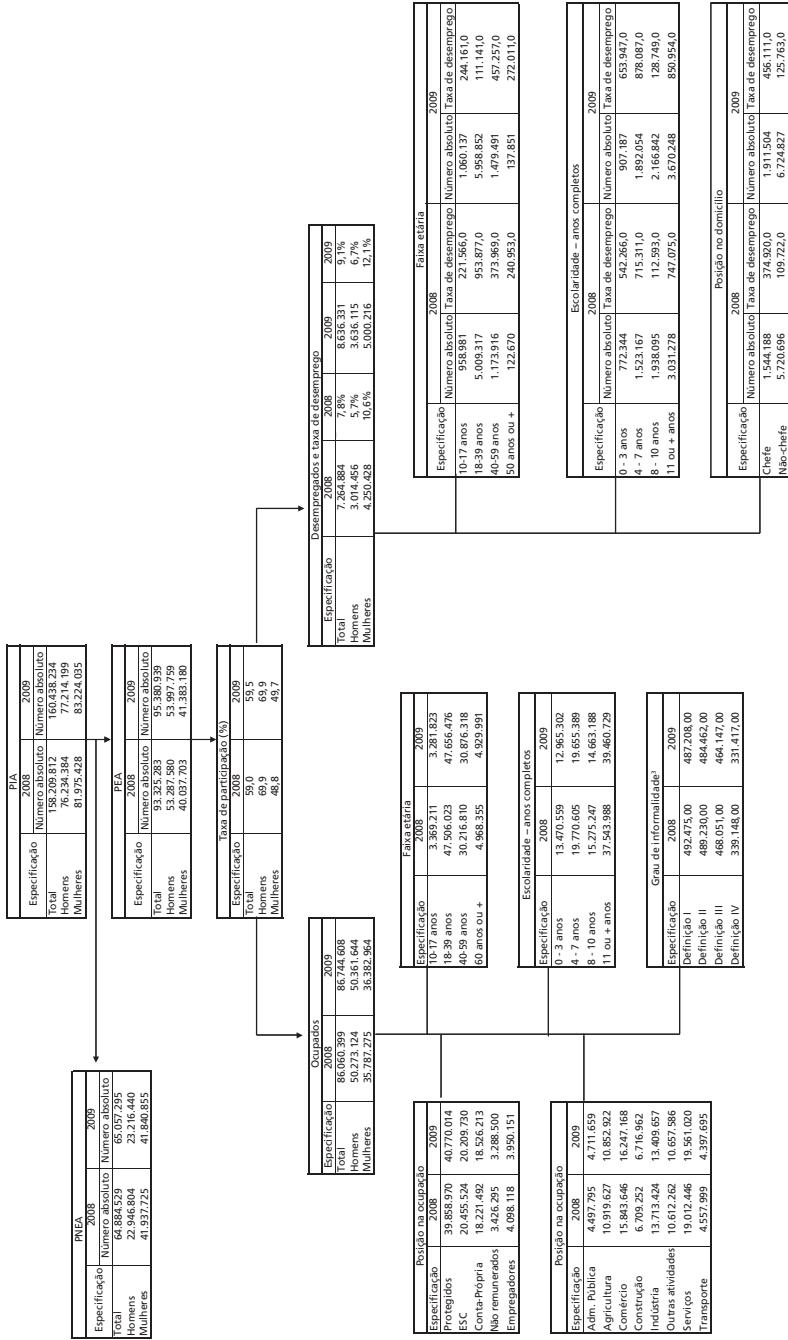 PIA
Especificação 2008 2009
Número absoluto Número absoluto
Total 158.209.812 160.438.234
Homens 76.234.384 77.214.199
Mulheres 81.975.428 83.224.035
PNEA
Especificação 2008 2009
Número absoluto Número absoluto
Total 64.884.529 65.057.295
Homens 22.946.804 23.216.440
Mulheres 41.937.725 41.840.855
PEA
Especificação 2008 2009
Número absoluto Número absoluto
Total 93.325.283 95.380.939
Homens 53.287.580 53.997.759
Mulheres 40.037.703 41.383.180
Taxa de participação (%)
Especificação 2008 2009
Total 59,0 59,5
Homens 69,9 69,9
Mulheres 48,8 49,7
Ocupados
Especificação 2008 2009
Total 86.060.399 86.744.608
Homens 50.273.124 50.361.644
Mulheres 35.787.275 36.382.964
Desempregados e taxa de desemprego
Especificação 2008 2008 2009 2009
Total 7.264.884 7,8% 8.636.331 9,1%
Homens 3.014.456 5,7% 3.636.115 6,7%
Mulheres 4.250.428 10,6% 5.000.216 12,1%
Posição na ocupação
Especificação 2008 2009
Protegidos 39.858.970 40.770.014
ESC 20.455.524 20.209.730
Conta-Própria 18.221.492 18.526.213
Não remunerados 3.426.295 3.288.500
Empregadores 4.098.118 3.950.151
Posição na ocupação
Especificação 2008 2009
Adm. Pública 4.497.795 4.711.659
Agricultura 10.919.627 10.852.922
Comércio 15.843.646 16.247.168
Construção 6.709.252 6.716.962
Indústria 13.713.424 13.409.657
Outras atividades 10.612.262 10.657.586
Serviços 19.012.446 19.561.020
Transporte 4.557.999 4.397.695
Faixa etária
Especificação 2008 2009
10-17 anos 3.369.211 3.281.823
18-39 anos 47.506.023 47.656.476
40-59 anos 30.216.810 30.876.318
60 anos ou + 4.968.355 4.929.991
Escolaridade – anos completos
Especificação 2008 2009
0 - 3 anos 13.470.559 12.965.302
4 - 7 anos 19.770.605 19.655.389
8 - 10 anos 15.275.247 14.663.188
11 ou + anos 37.543.988 39.460.729
Grau de informalidade³
Especificação 2008 2009
Definição I 492.475,00 487.208,00
Definição II 489.230,00 484.462,00
Definição III 468.051,00 464.147,00
Definição IV 339.148,00 331.417,00
Faixa etária
Especificação 2008 2009
Número absoluto Taxa de desemprego Número absoluto Taxa de desemprego
10-17 anos 958.981 221.566,0 1.060.137 244.161,0
18-39 anos 5.009.317 953.877,0 5.958.852 111.141,0
40-59 anos 1.173.916 373.969,0 1.479.491 457.257,0
50 anos ou + 122.670 240.953,0 137.851 272.011,0
Escolaridade – anos completos
Especificação 2008 2009
Número absoluto Taxa de desemprego Número absoluto Taxa de desemprego
0 - 3 anos 772.344 542.266,0 907.187 653.947,0
4 - 7 anos 1.523.167 715.311,0 1.892.054 878.087,0
8 - 10 anos 1.938.095 112.593,0 2.166.842 128.749,0
11 ou + anos 3.031.278 747.075,0 3.670.248 850.954,0
Posição no domicílio
Especificação 2008 2009
Número absoluto Taxa de desemprego Número absoluto Taxa de desemprego
Chefe 1.544.188 374.920,0 1.911.504 456.111,0
Não-chefe 5.720.696 109.722,0 6.724.827 125.763,0